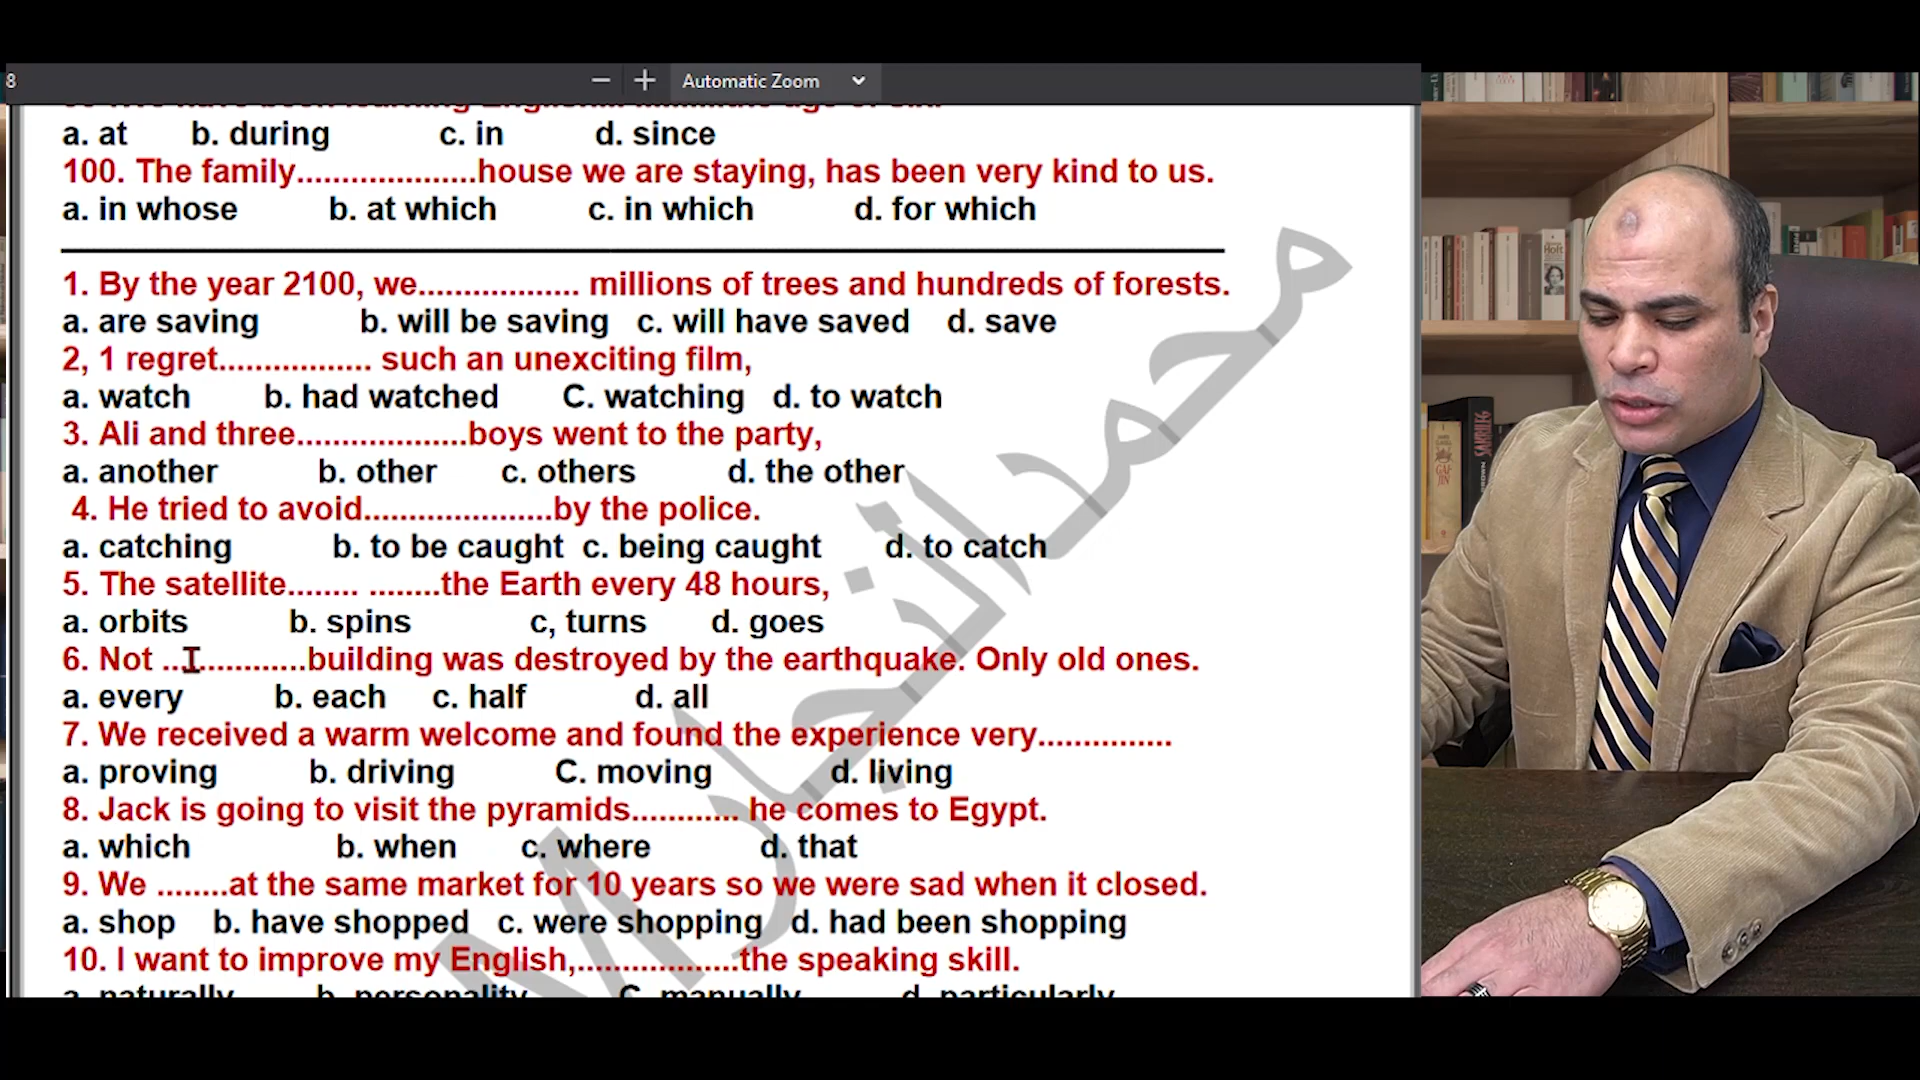 8
Automatic Zoom
a. at b. during c. in d. since
100. The family....................house we are staying, has been very kind to us.
a. in whose b. at which c. in which d. for which
1. By the year 2100, we.................. millions of trees and hundreds of forests.
a. are saving b. will be saving c. will have saved d. save
2, 1 regret................. such an unexciting film,
a. watch b. had watched C. watching d. to watch
3. Ali and three...................boys went to the party,
a. another b. other c. others d. the other
4. He tried to avoid.....................by the police.
a. catching b. to be caught c. being caught d. to catch
5. The satellite........ ........the Earth every 48 hours,
a. orbits b. spins c, turns d. goes
6. Not ................building was destroyed by the earthquake. Only old ones.
a. every b. each c. half d. all
7. We received a warm welcome and found the experience very...............
a. proving b. driving C. moving d. living
8. Jack is going to visit the pyramids............ he comes to Egypt.
a. which b. when c. where d. that
9. We ........at the same market for 10 years so we were sad when it closed.
a. shop b. have shopped c. were shopping d. had been shopping
10. I want to improve my English,..................the speaking skill.
a. naturally b. personality C. manually d. particularly
محمد النجار
M